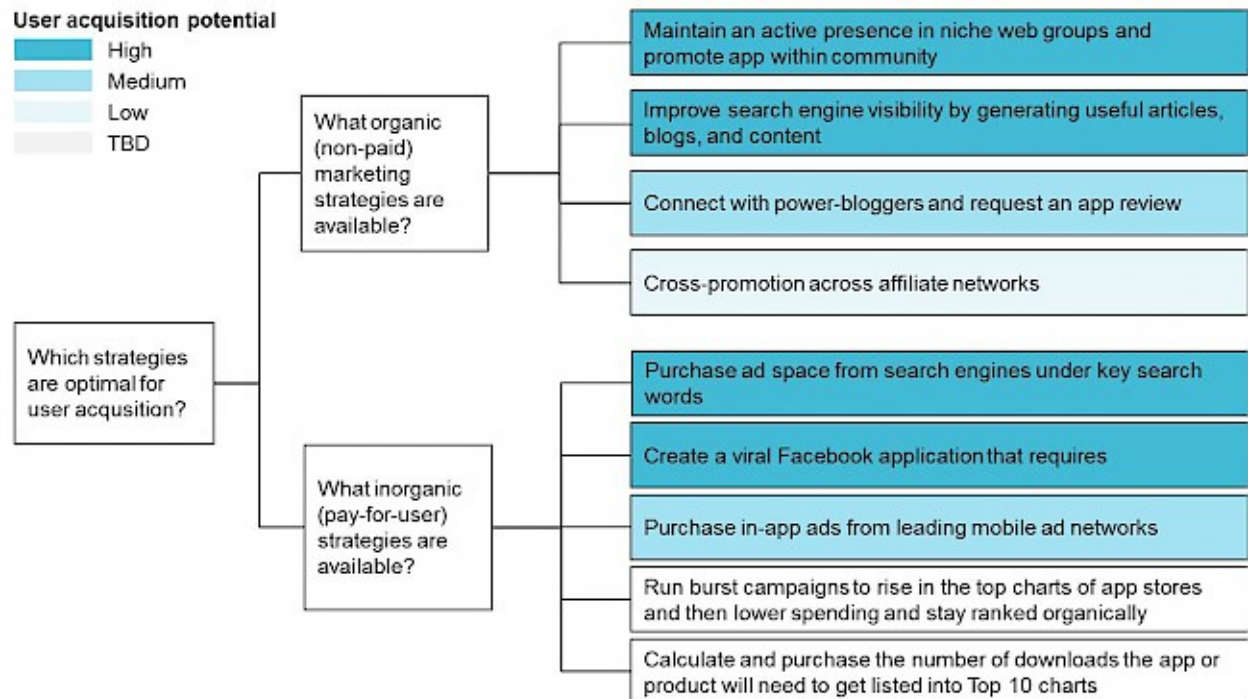 User acquisition potential
High
Medium
Low
TBD
Which strategies
are optimal for
user acqusition?
What organic
(non-paid)
marketing
strategies are
available?
Maintain an active presence in niche web groups and
promote app within community
Improve search engine visibility by generating useful articles,
blogs, and content
Connect with power-bloggers and request an app review
Cross-promotion across affiliate networks
What inorganic
(pay-for-user)
strategies are
available?
Purchase ad space from search engines under key search
words
Create a viral Facebook application that requires
Purchase in-app ads from leading mobile ad networks
Run burst campaigns to rise in the top charts of app stores
and then lower spending and stay ranked organically
Calculate and purchase the number of downloads the app or
product will need to get listed into Top 10 charts